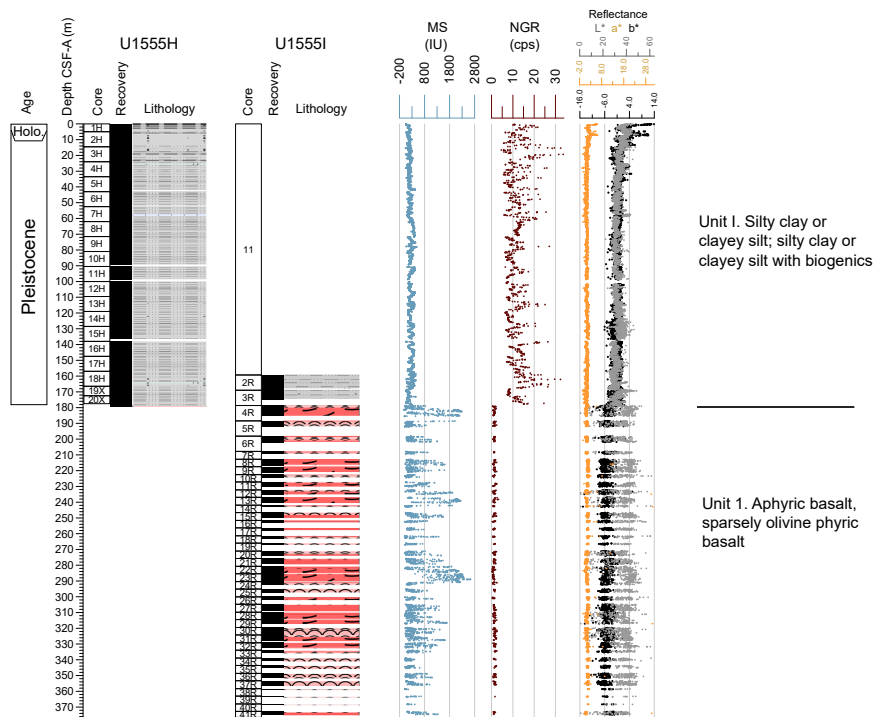 U1555H
U1555I
MS
(IU)
NGR
(cps)
Reflectance
L* a* b*
Age
Depth CSF-A (m)
Core
Recovery
Lithology
Core
Recovery
Lithology
-200
800
1800
2800
0
10
20
30
-20
20
60
-2.0
8.0
18.0
28.0
-16.0
-6.0
4.0
14.0
Holo.
Pleistocene
0
10
20
30
40
50
60
70
80
90
100
110
120
130
140
150
160
170
180
190
200
210
220
230
240
250
260
270
280
290
300
310
320
330
340
350
360
370
1H
2H
3H
4H
5H
6H
7H
8H
9H
10H
11H
12H
13H
14H
15H
16H
17H
18H
19X
20X
11
2R
3R
4R
5R
6R
7R
8R
9R
10R
11R
12R
13R
14R
15R
16R
17R
18R
19R
20R
21R
22R
23R
24R
25R
26R
27R
28R
29R
30R
31R
32R
33R
34R
35R
36R
37R
38R
39R
40R
41R
Unit I. Silty clay or
clayey silt; silty clay or
clayey silt with biogenics
Unit 1. Aphyric basalt,
sparsely olivine phyric
basalt